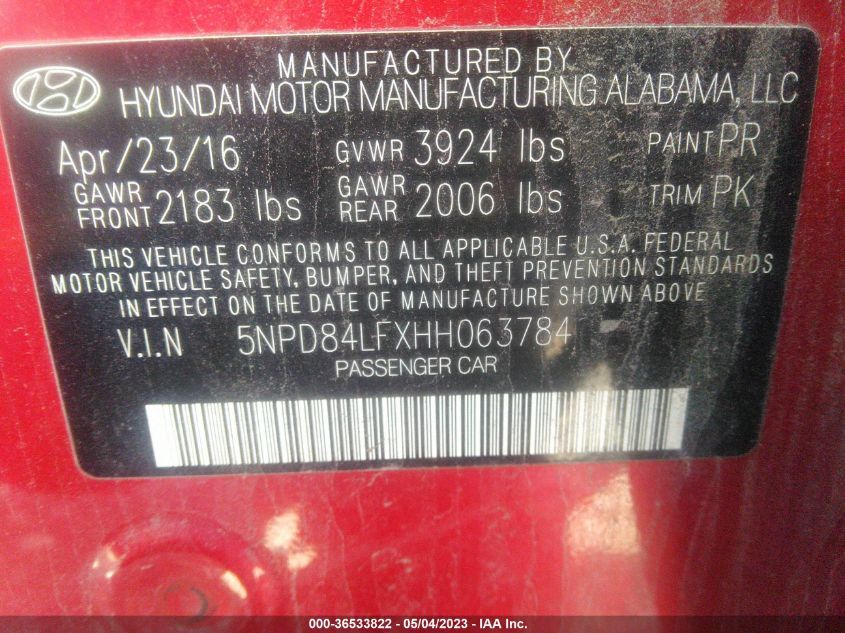 MANUFACTURED BY
HYUNDAI MOTOR MANUFACTURING ALABAMA, LLC
Apr/23/16 GVWR 3924 lbs PAINT PR
GAWR FRONT 2183 lbs GAWR REAR 2006 lbs TRIM PK
THIS VEHICLE CONFORMS TO ALL APPLICABLE U.S.A. FEDERAL
MOTOR VEHICLE SAFETY, BUMPER, AND THEFT PREVENTION STANDARDS
IN EFFECT ON THE DATE OF MANUFACTURE SHOWN ABOVE
V.I.N 5NPD84LFXHH063784
PASSENGER CAR
000-36533822 - 05/04/2023 - IAA Inc.